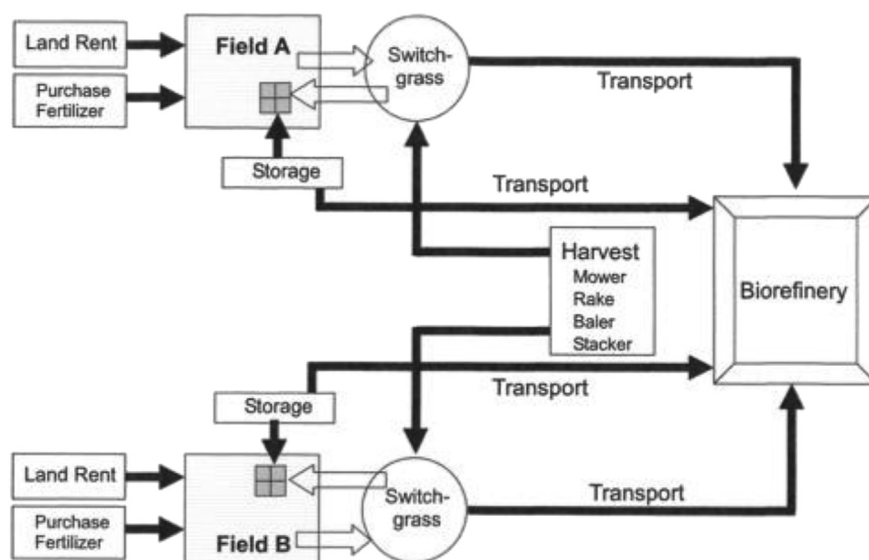 Land Rent
Purchase
Fertilizer
Field A
Switch-
grass
Transport
Storage
Transport
Harvest
Mower
Rake
Baler
Stacker
Biorefinery
Transport
Storage
Land Rent
Purchase
Fertilizer
Field B
Switch-
grass
Transport